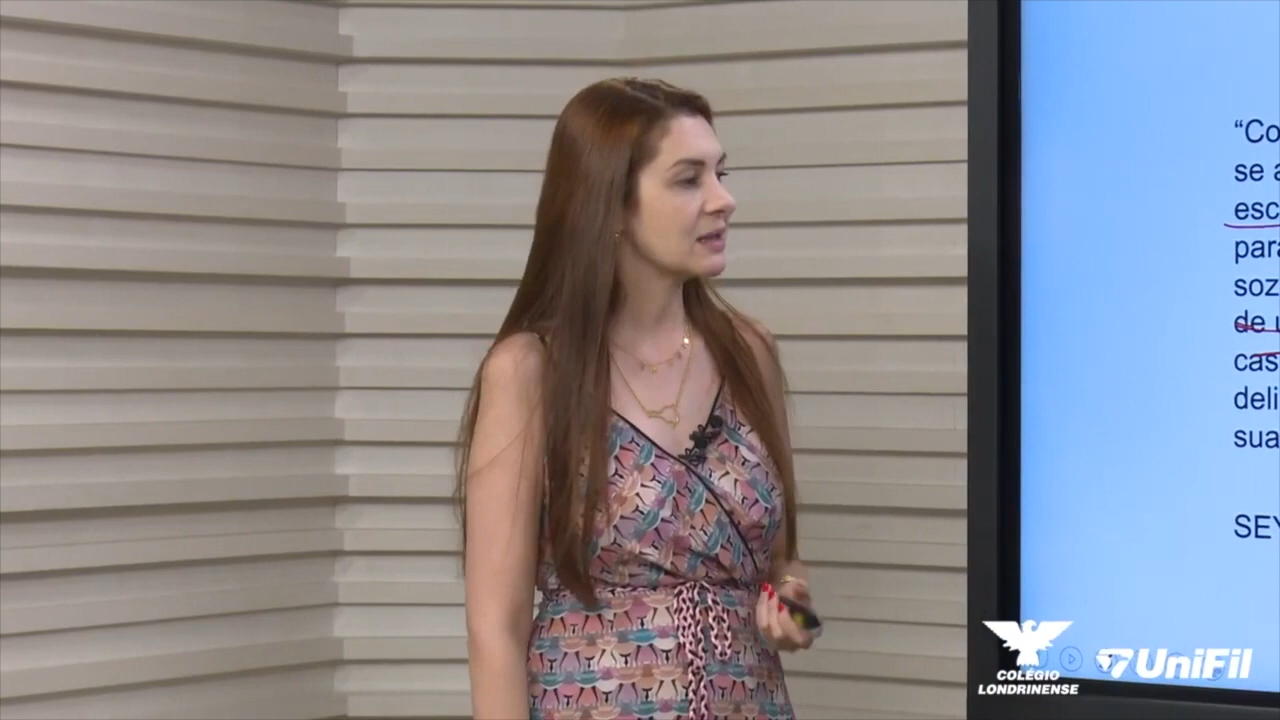 “Co
se a
esc
para
soz
de u
cas
deli
sua
SEY
COLÉGIO
LONDRINENSE
UniFil